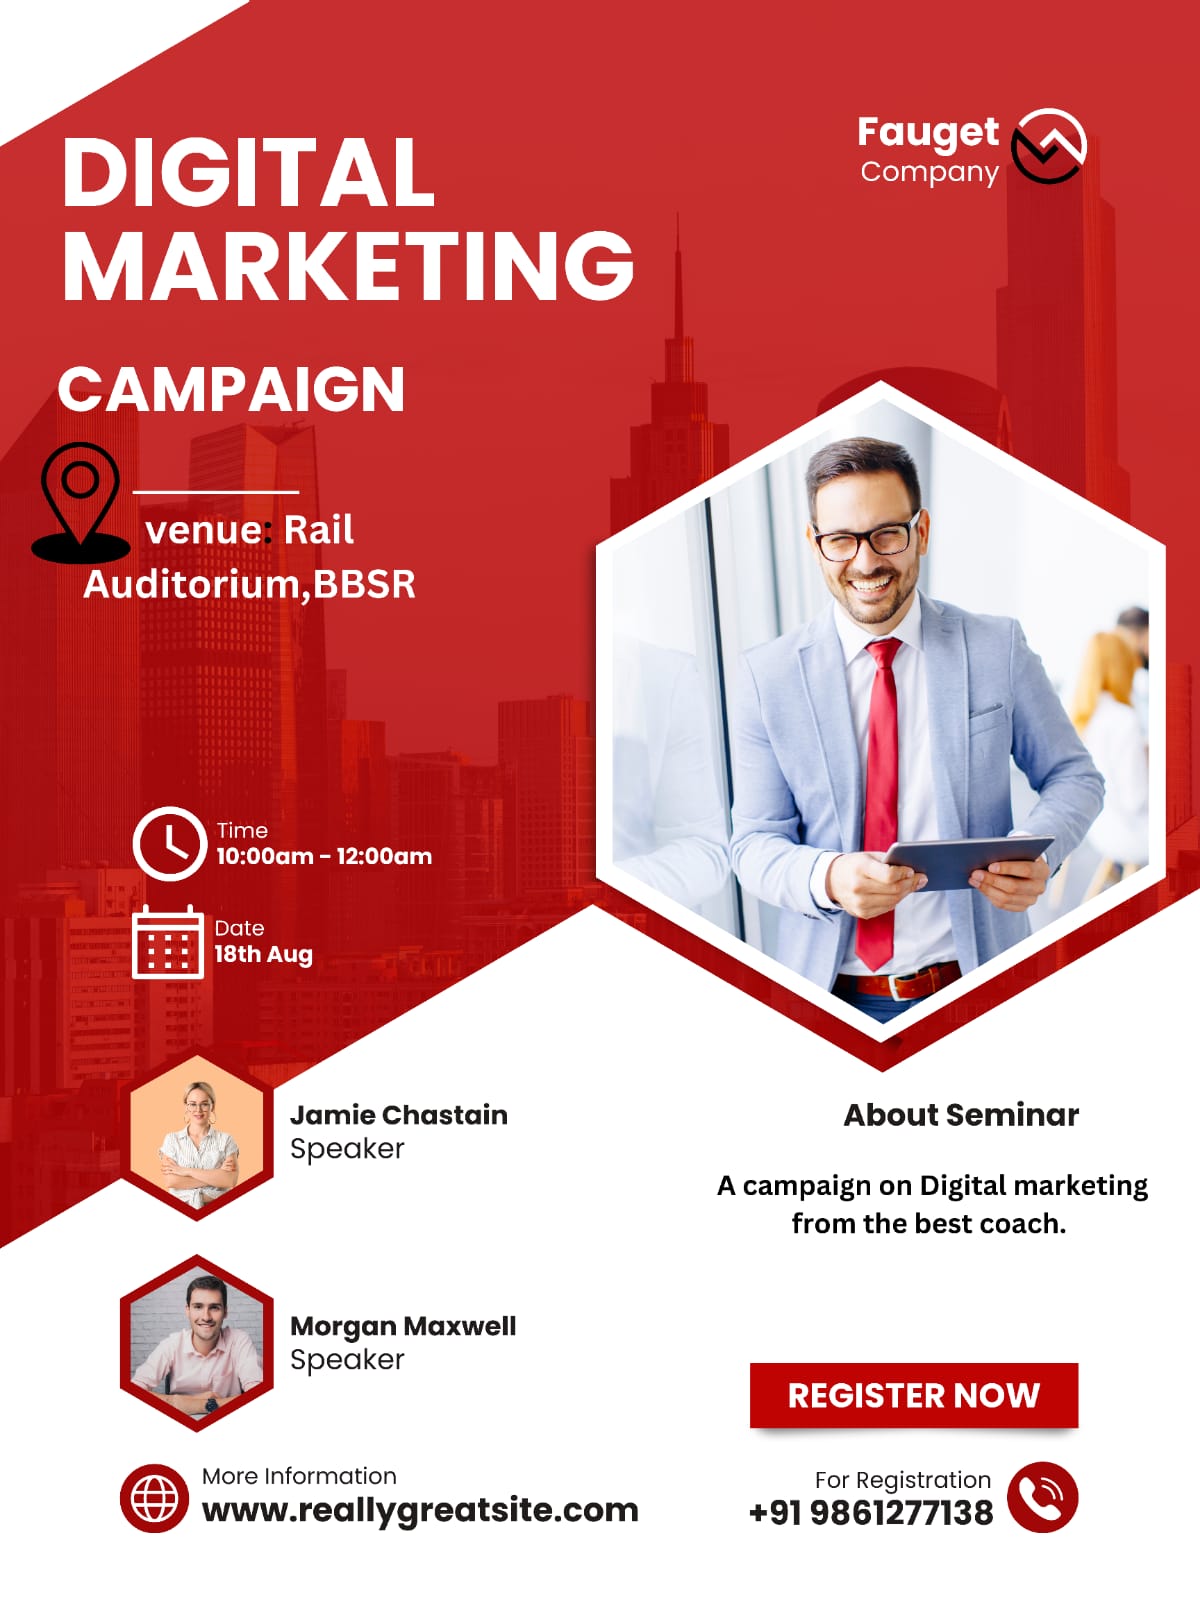 Fauget
Company
DIGITAL
MARKETING
CAMPAIGN
venue: Rail
Auditorium,BBSR
Time
10:00am - 12:00am
Date
18th Aug
Jamie Chastain
Speaker
Morgan Maxwell
Speaker
About Seminar
A campaign on Digital marketing
from the best coach.
REGISTER NOW
More Information
www.reallygreatsite.com
For Registration
+91 9861277138